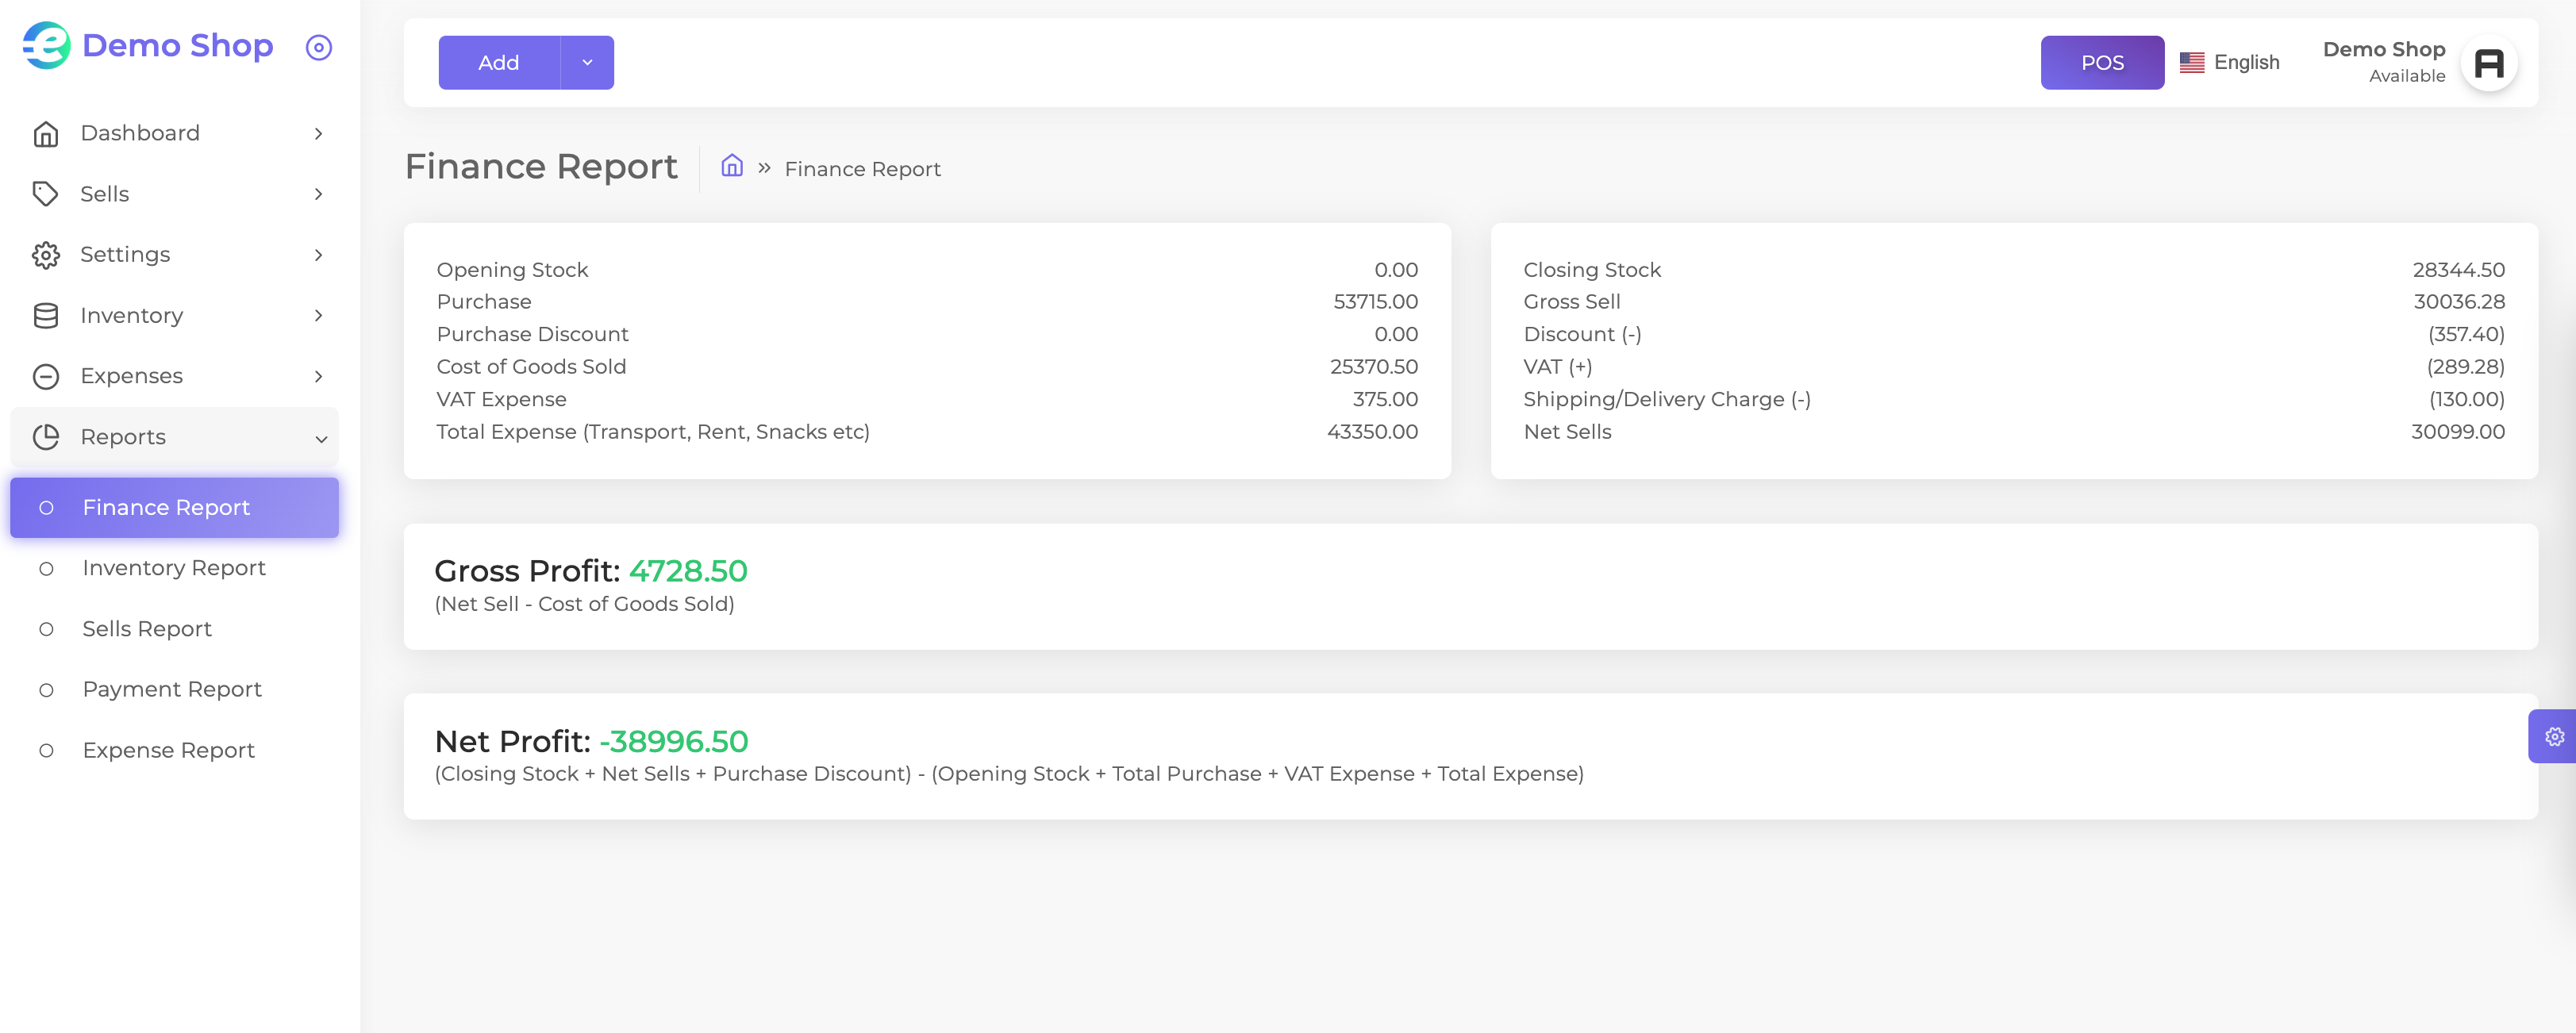 Demo Shop
Dashboard
Sells
Settings
Inventory
Expenses
Reports
Finance Report
Inventory Report
Sells Report
Payment Report
Expense Report
Add
POS
English
Demo Shop
Available
Finance Report
» Finance Report
Opening Stock 0.00
Purchase 53715.00
Purchase Discount 0.00
Cost of Goods Sold 25370.50
VAT Expense 375.00
Total Expense (Transport, Rent, Snacks etc) 43350.00
Closing Stock 28344.50
Gross Sell 30036.28
Discount (-) (357.40)
VAT (+) (289.28)
Shipping/Delivery Charge (-) (130.00)
Net Sells 30099.00
Gross Profit: 4728.50
(Net Sell - Cost of Goods Sold)
Net Profit: -38996.50
(Closing Stock + Net Sells + Purchase Discount) - (Opening Stock + Total Purchase + VAT Expense + Total Expense)